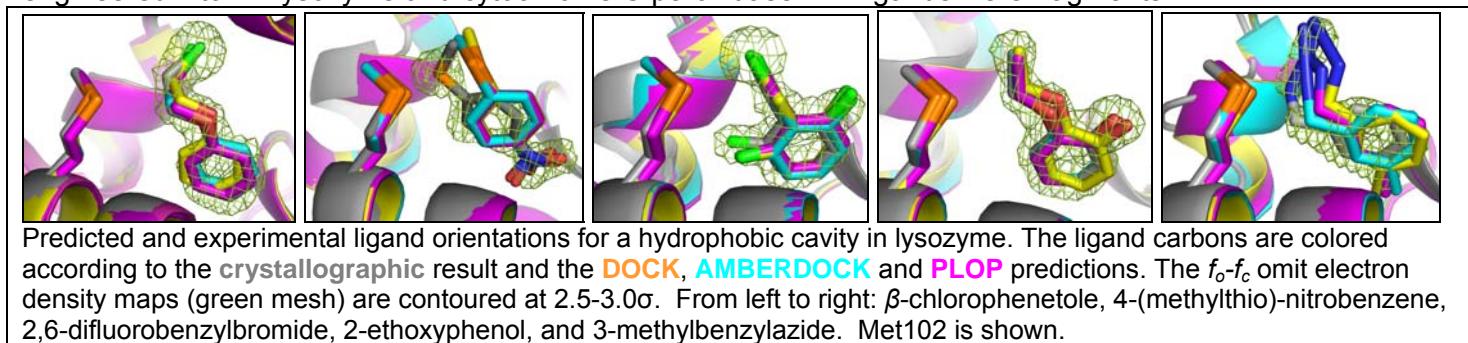 Predicted and experimental ligand orientations for a hydrophobic cavity in lysozyme. The ligand carbons are colored
according to the crystallographic result and the DOCK, AMBERDOCK and PLOP predictions. The fo-fc omit electron
density maps (green mesh) are contoured at 2.5-3.0σ. From left to right: β-chlorophenetole, 4-(methylthio)-nitrobenzene,
2,6-difluorobenzylbromide, 2-ethoxyphenol, and 3-methylbenzylazide. Met102 is shown.